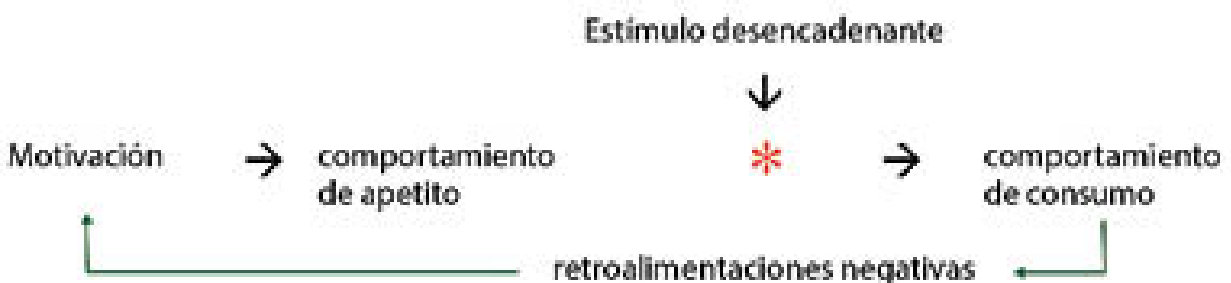 Estímulo desencadenante
Motivación → comportamiento * → comportamiento
de apetito de consumo
retroalimentaciones negativas